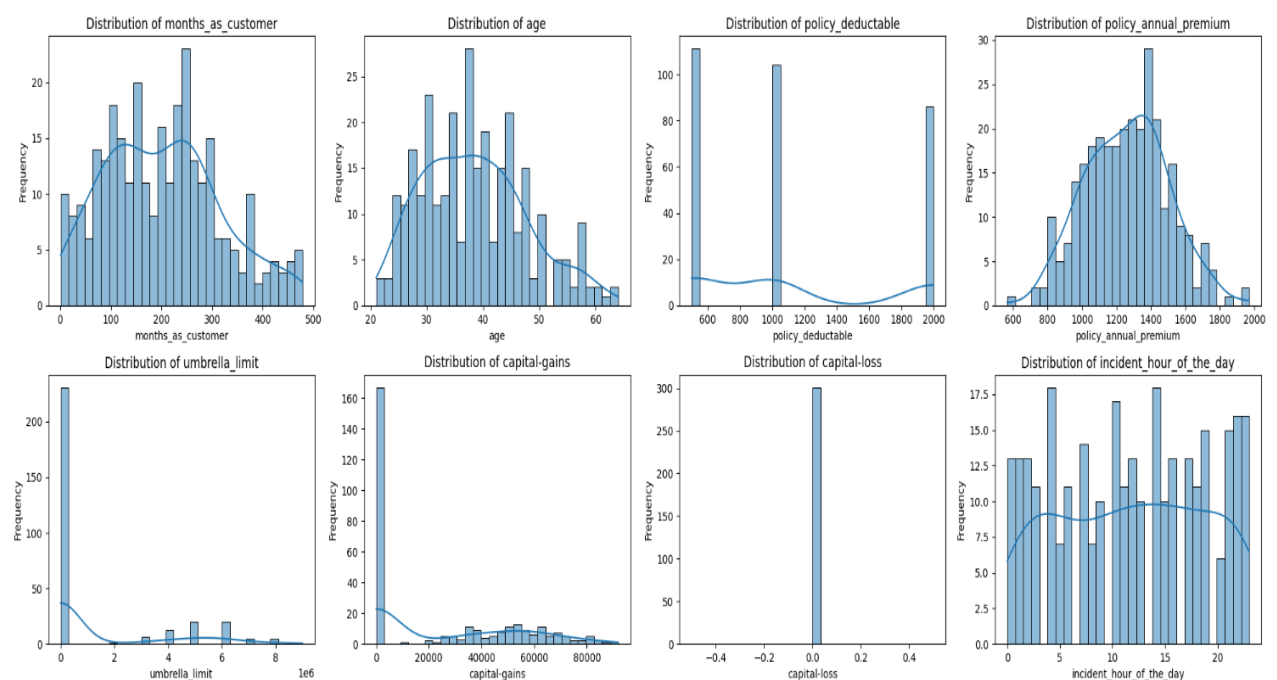 Distribution of months_as_customer
Frequency
20
15
10
5
0
0 100 200 300 400 500
months_as_customer
Distribution of age
Frequency
25
20
15
10
5
0
20 30 40 50 60
age
Distribution of policy_deductable
Frequency
100
80
60
40
20
0
600 800 1000 1200 1400 1600 1800 2000
policy_deductable
Distribution of policy_annual_premium
Frequency
30
25
20
15
10
5
0
600 800 1000 1200 1400 1600 1800 2000
policy_annual_premium
Distribution of umbrella_limit
Frequency
200
150
100
50
0
0 2 4 6 8
1e6
umbrella_limit
Distribution of capital-gains
Frequency
160
140
120
100
80
60
40
20
0
0 20000 40000 60000 80000
capital-gains
Distribution of capital-loss
Frequency
300
250
200
150
100
50
0
−0.4 −0.2 0.0 0.2 0.4
capital-loss
Distribution of incident_hour_of_the_day
Frequency
17.5
15.0
12.5
10.0
7.5
5.0
2.5
0.0
0 5 10 15 20
incident_hour_of_the_day